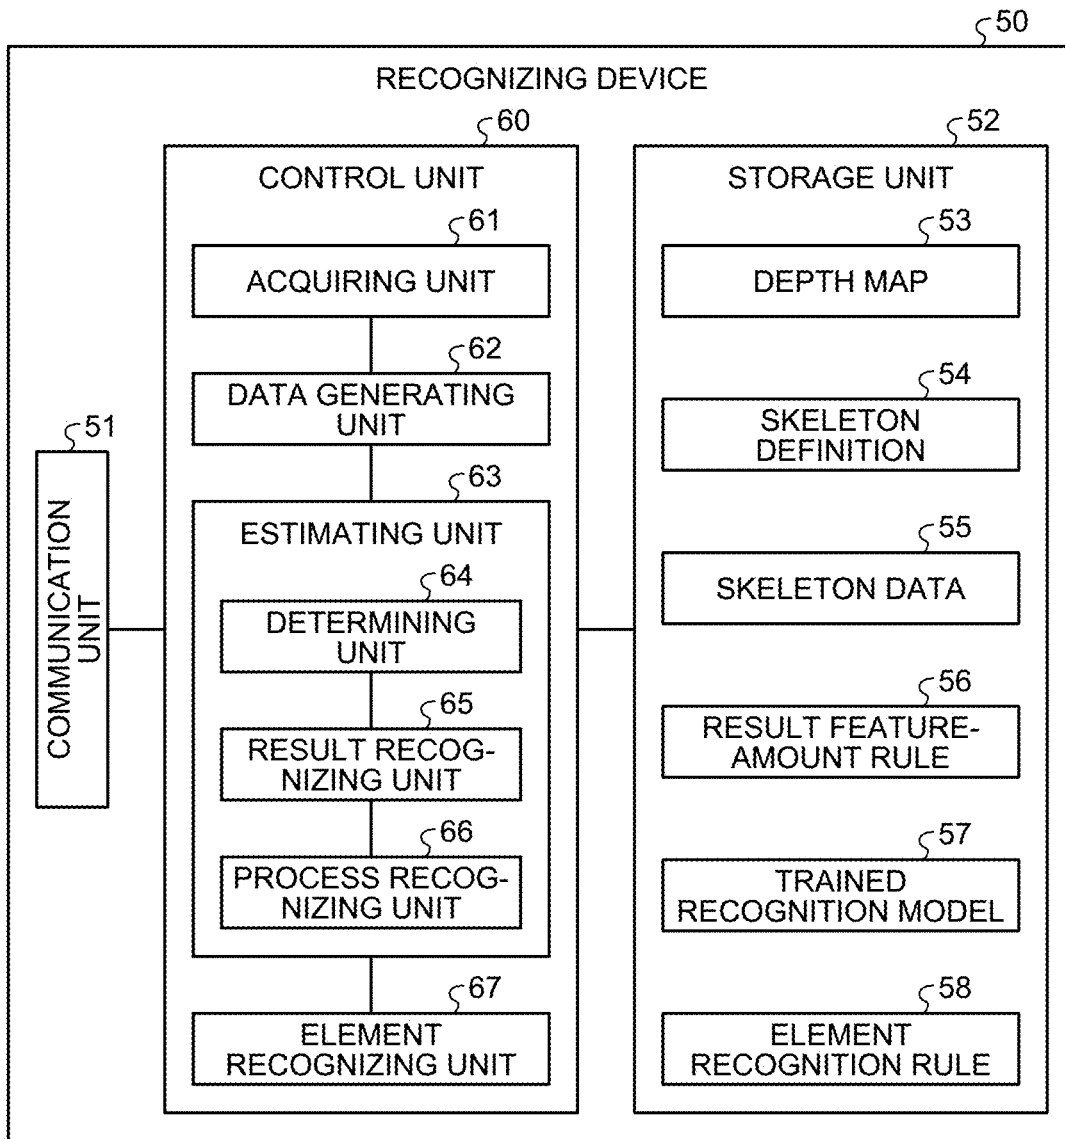 50
RECOGNIZING DEVICE
51
COMMUNICATION
UNIT
60
CONTROL UNIT
61
ACQUIRING UNIT
62
DATA GENERATING
UNIT
63
ESTIMATING UNIT
64
DETERMINING
UNIT
65
RESULT RECOG-
NIZING UNIT
66
PROCESS RECOG-
NIZING UNIT
67
ELEMENT
RECOGNIZING UNIT
52
STORAGE UNIT
53
DEPTH MAP
54
SKELETON
DEFINITION
55
SKELETON DATA
56
RESULT FEATURE-
AMOUNT RULE
57
TRAINED
RECOGNITION MODEL
58
ELEMENT
RECOGNITION RULE